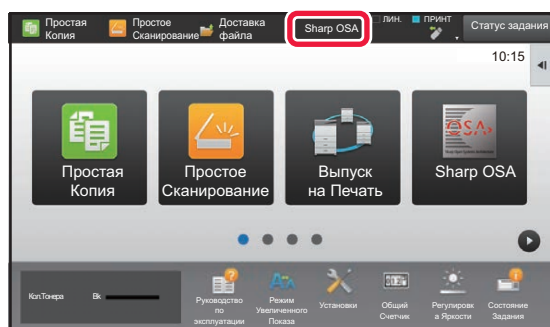 Простая
Копия
Простое
Сканирование
Доставка
файла
Sharp OSA
ЛИН.
ПРИНТ
Статус задания
10:15
OSA
Простая
Копия
Простое
Сканирование
Выпуск
на Печать
Sharp OSA
Кол.Тонера Bk
Руководство
по
эксплуатации
Режим
Увеличенного
Показа
Установки
Общий
Счетчик
Регулировк
а Яркости
Состояние
Задания